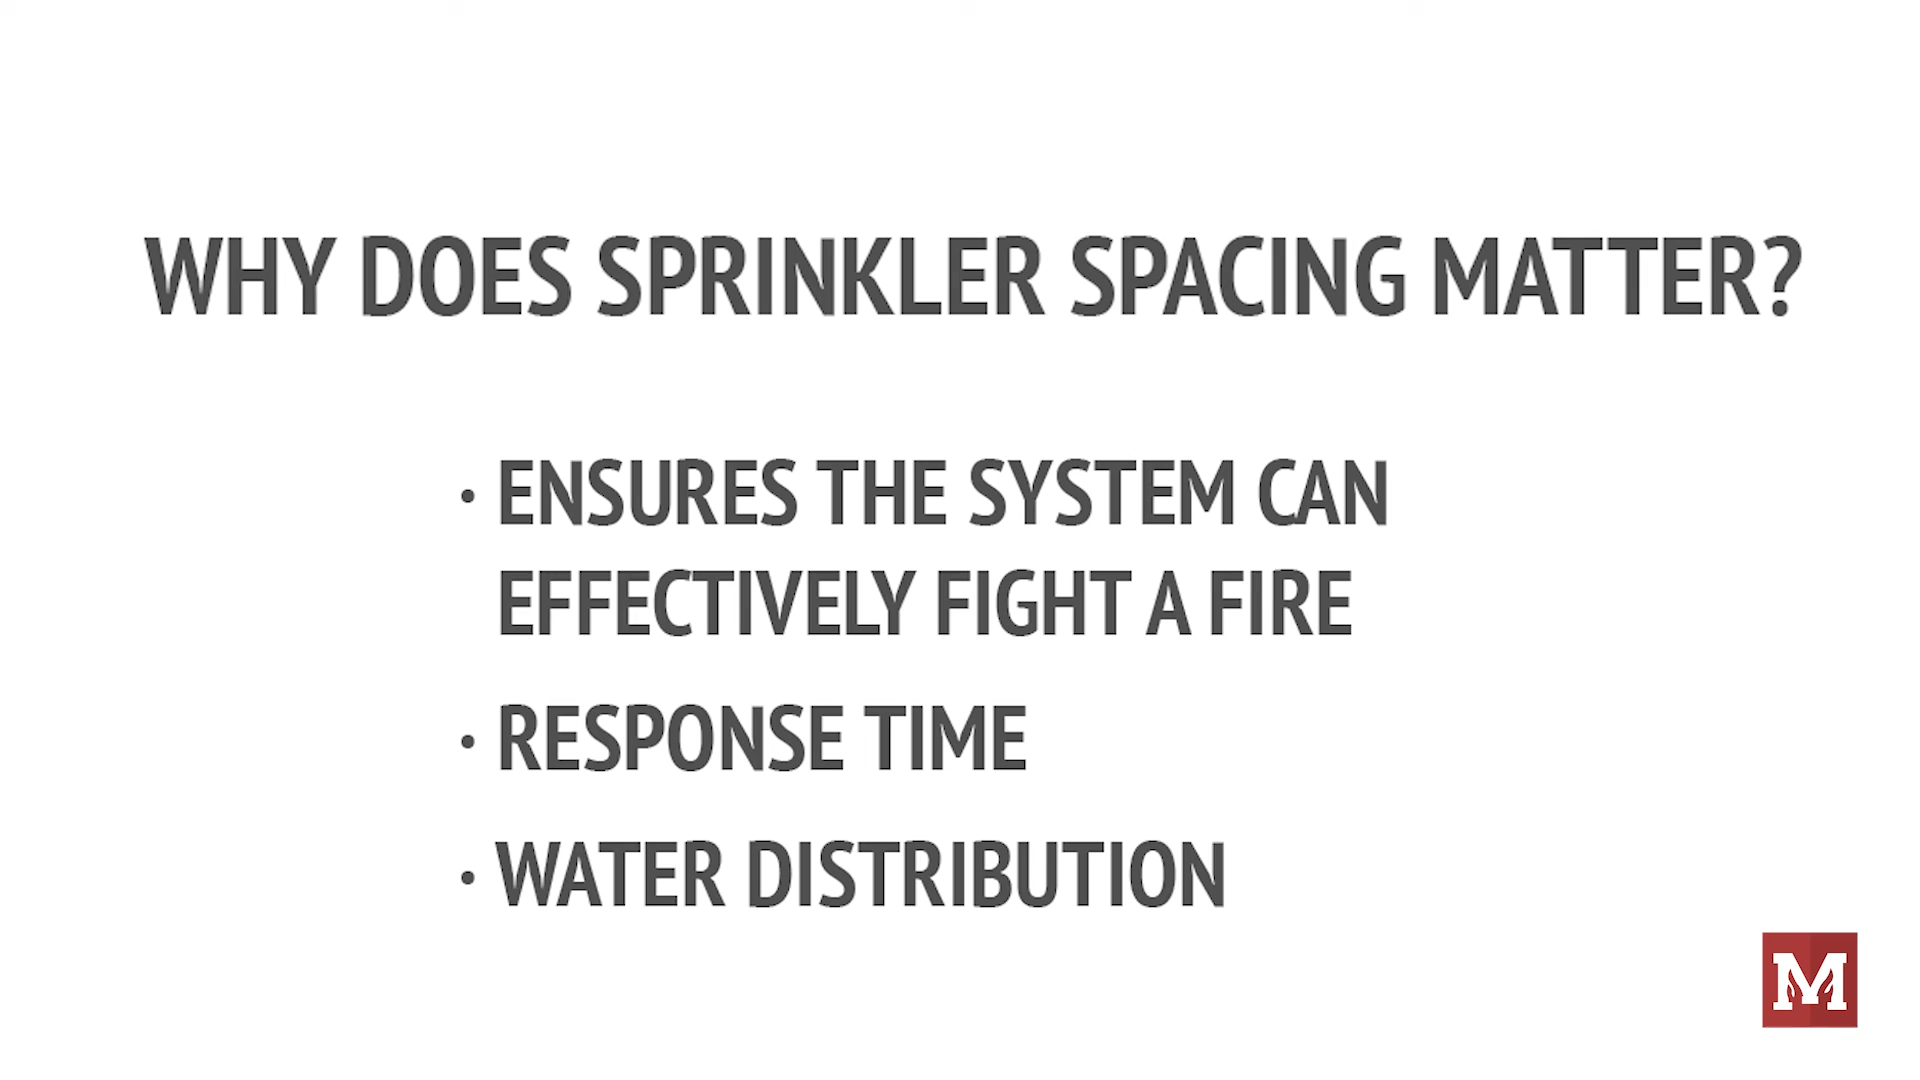 WHY DOES SPRINKLER SPACING MATTER?
· ENSURES THE SYSTEM CAN
EFFECTIVELY FIGHT A FIRE
· RESPONSE TIME
· WATER DISTRIBUTION
M